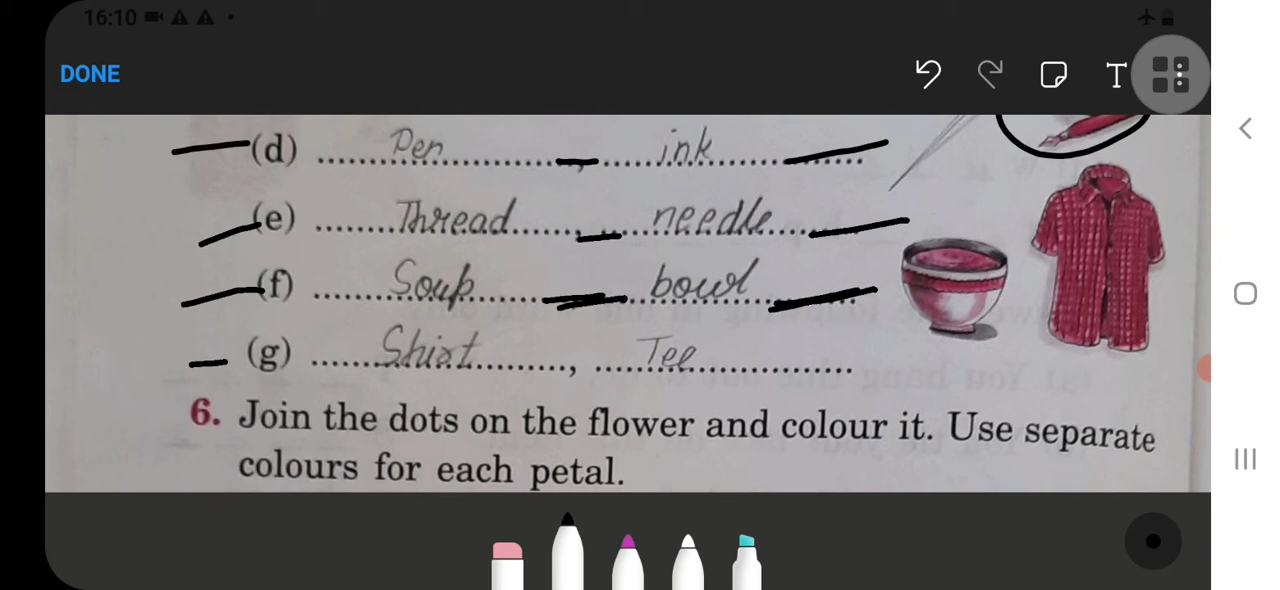 16:10
DONE
T
(d) Pen, ink
(e) Thread, needle
(f) Soup, bowl
(g) Shirt, Tee
6. Join the dots on the flower and colour it. Use separate
colours for each petal.